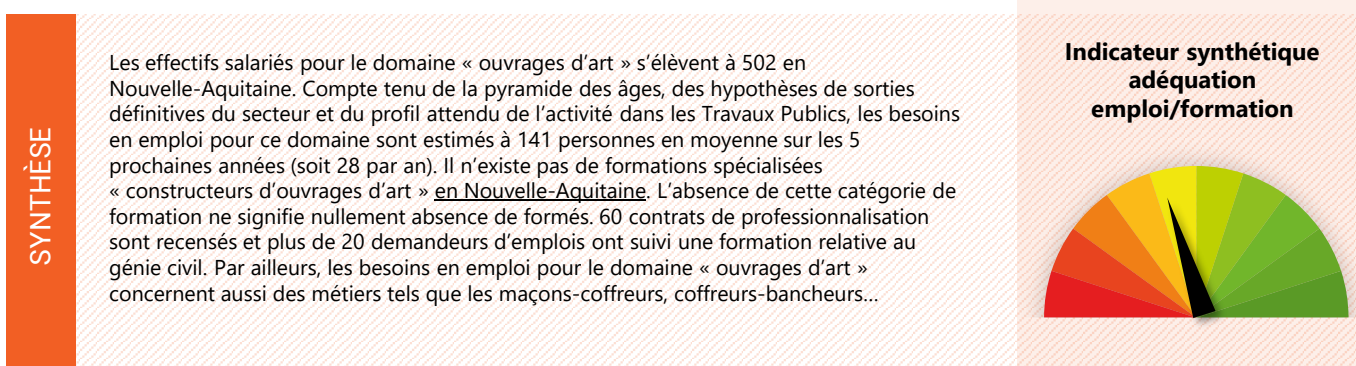 SYNTHÈSE
Les effectifs salariés pour le domaine « ouvrages d’art » s’élèvent à 502 en
Nouvelle-Aquitaine. Compte tenu de la pyramide des âges, des hypothèses de sorties
définitives du secteur et du profil attendu de l’activité dans les Travaux Publics, les besoins
en emploi pour ce domaine sont estimés à 141 personnes en moyenne sur les 5
prochaines années (soit 28 par an). Il n’existe pas de formations spécialisées
« constructeurs d’ouvrages d’art » en Nouvelle-Aquitaine. L’absence de cette catégorie de
formation ne signifie nullement absence de formés. 60 contrats de professionnalisation
sont recensés et plus de 20 demandeurs d’emplois ont suivi une formation relative au
génie civil. Par ailleurs, les besoins en emploi pour le domaine « ouvrages d’art »
concernent aussi des métiers tels que les maçons-coffreurs, coffreurs-bancheurs…
Indicateur synthétique
adéquation
emploi/formation